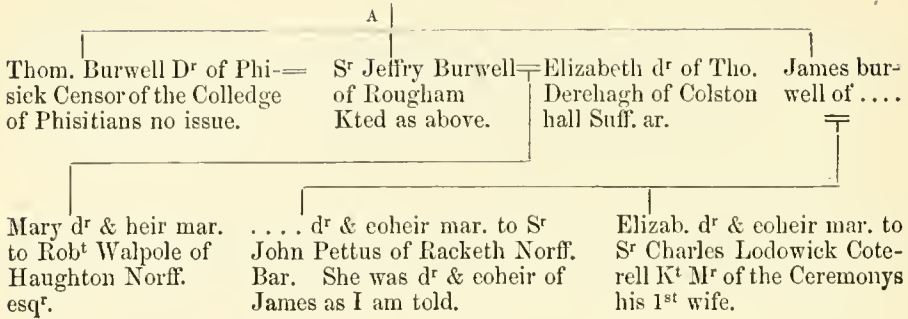 A
Thom. Burwell Dʳ of Phi-
sick Censor of the Colledge
of Phisitians no issue.
Sʳ Jeffry Burwell
of Rougham
Kted as above.
Elizabeth dʳ of Tho.
Derehagh of Colston
hall Suff. ar.
James bur-
well of ....
Mary dʳ & heir mar.
to Robᵗ Walpole of
Haughton Norff.
esqʳ.
.... dʳ & coheir mar. to Sʳ
John Pettus of Racketh Norff.
Bar. She was dʳ & coheir of
James as I am told.
Elizab. dʳ & coheir mar. to
Sʳ Charles Lodowick Cote-
rell Kᵗ Mʳ of the Ceremonys
his 1ˢᵗ wife.